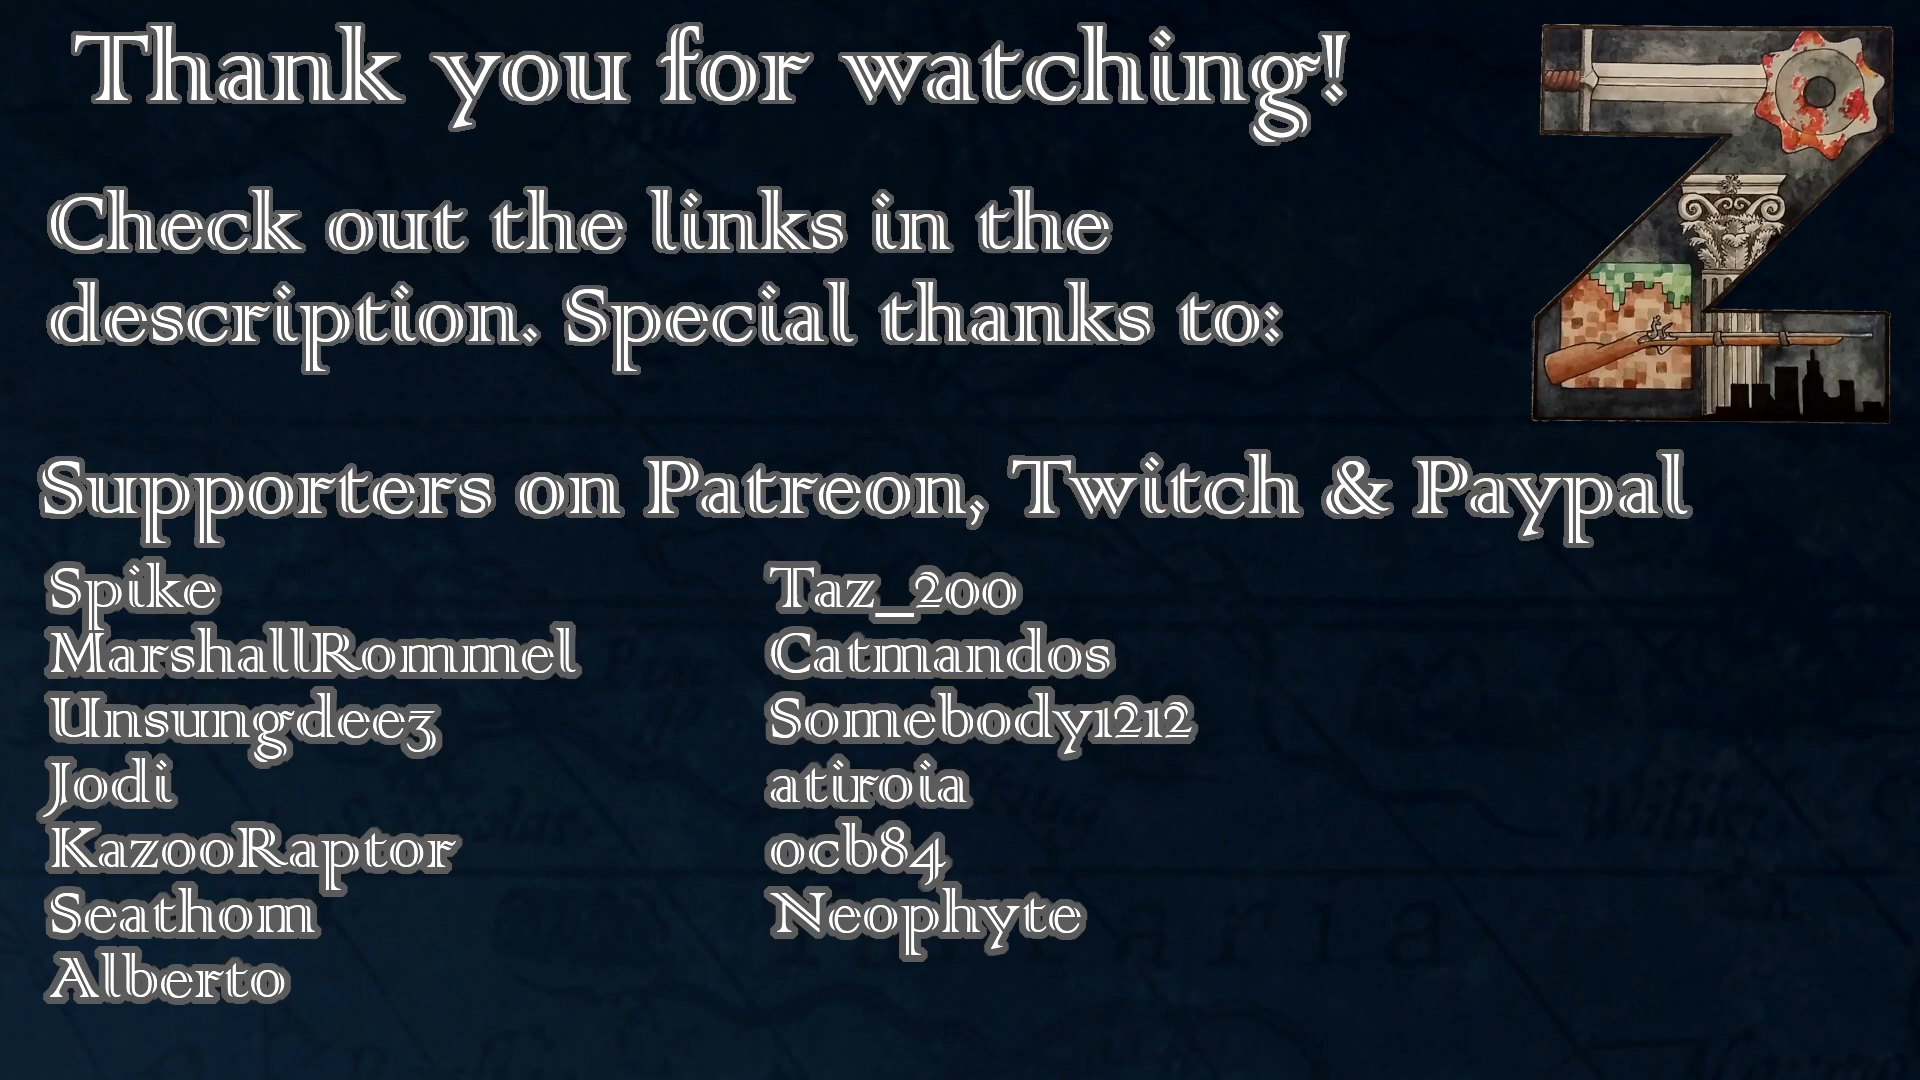 Thank you for watching!
Check out the links in the
description. Special thanks to:
Supporters on Patreon, Twitch & Paypal
Spike
MarshallRommel
Unsungdee3
Jodi
KazooRaptor
Seathom
Alberto
Taz_200
Catmandos
Somebody1212
atiroia
ocb84
Neophyte